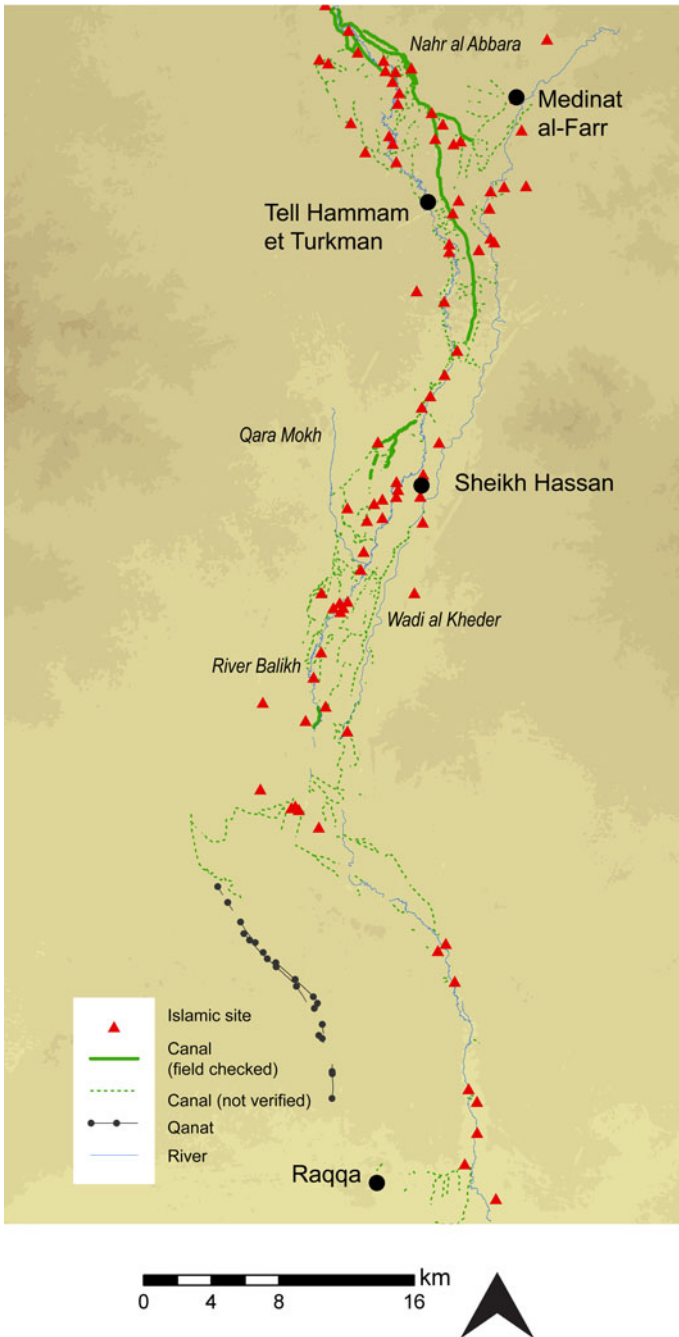 Nahr al Abbara
Medinat
al-Farr
Tell Hammam
et Turkman
Qara Mokh
Sheikh Hassan
Wadi al Kheder
River Balikh
Islamic site
Canal
(field checked)
Canal (not verified)
Qanat
River
Raqqa
km
0 4 8 16